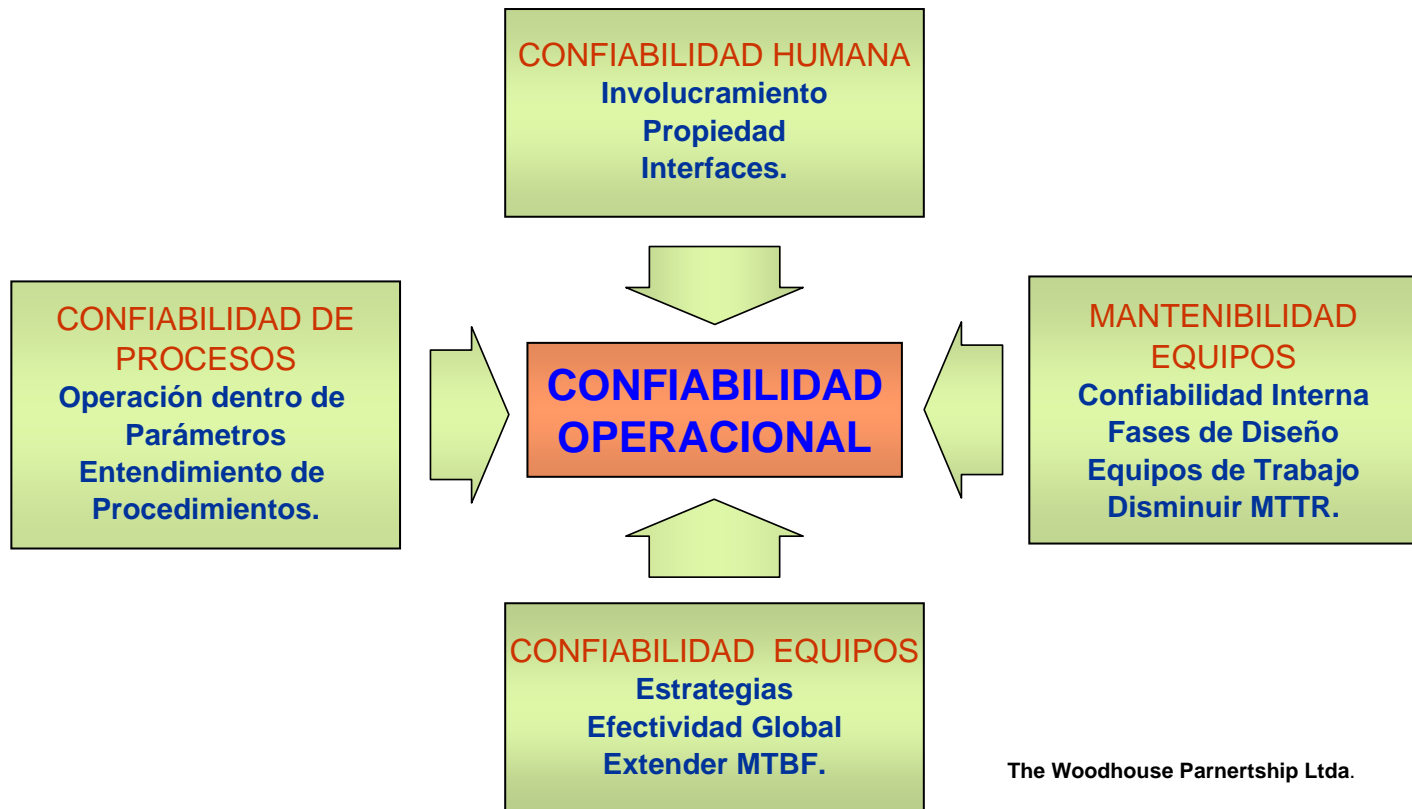 CONFIABILIDAD HUMANA
Involucramiento
Propiedad
Interfaces.
CONFIABILIDAD DE
PROCESOS
Operación dentro de
Parámetros
Entendimiento de
Procedimientos.
CONFIABILIDAD
OPERACIONAL
MANTENIBILIDAD
EQUIPOS
Confiabilidad Interna
Fases de Diseño
Equipos de Trabajo
Disminuir MTTR.
CONFIABILIDAD EQUIPOS
Estrategias
Efectividad Global
Extender MTBF.
The Woodhouse Parnertship Ltda.